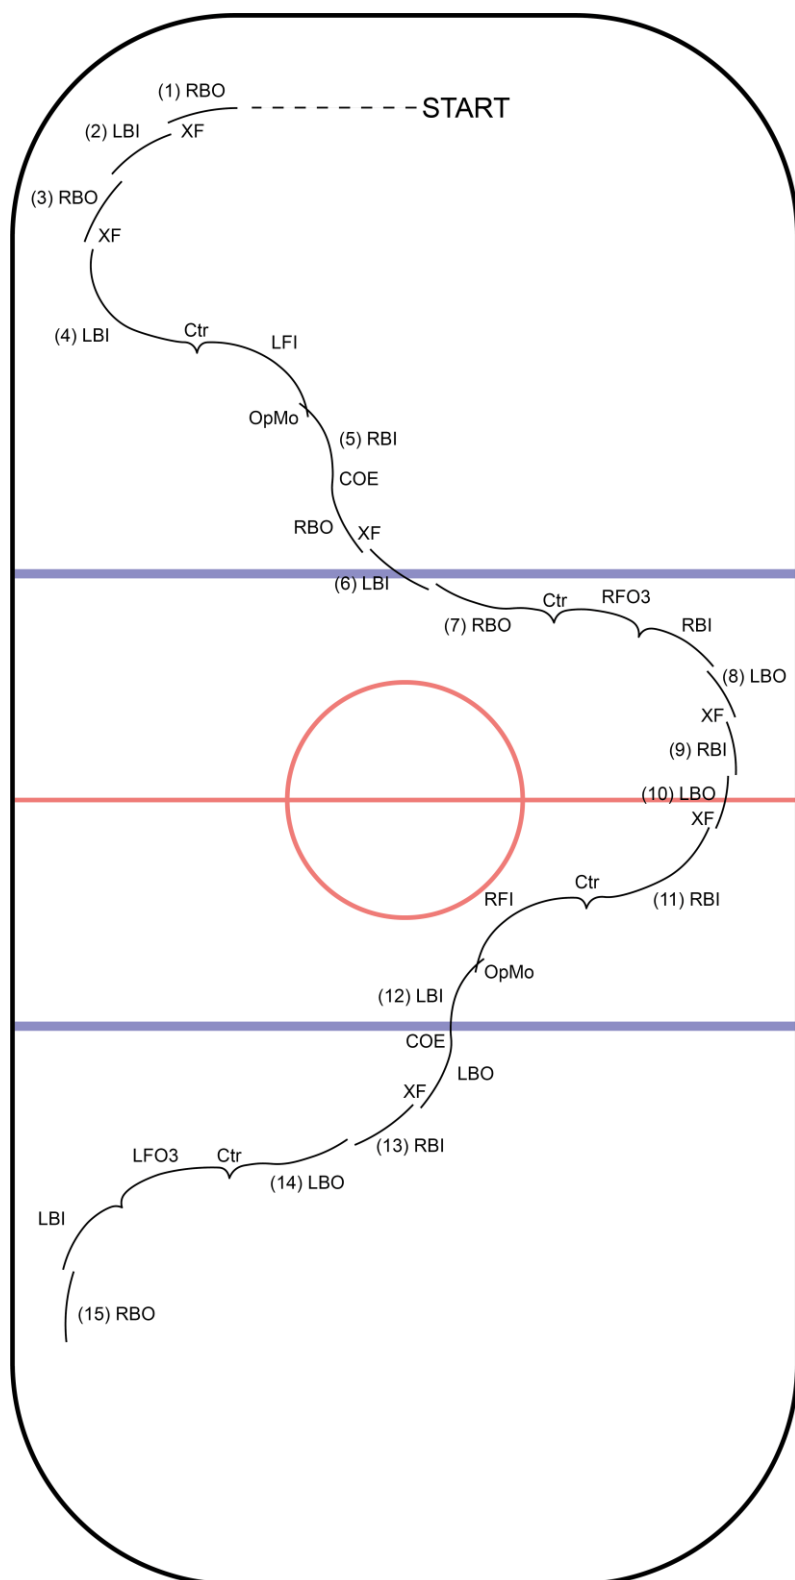 (1) RBO
START
(2) LBI
XF
(3) RBO
XF
(4) LBI
Ctr
LFI
OpMo
(5) RBI
COE
RBO
XF
(6) LBI
(7) RBO
Ctr
RFO3
RBI
(8) LBO
XF
(9) RBI
(10) LBO
XF
(11) RBI
Ctr
RFI
OpMo
(12) LBI
COE
LBO
XF
(13) RBI
(14) LBO
Ctr
LFO3
LBI
(15) RBO